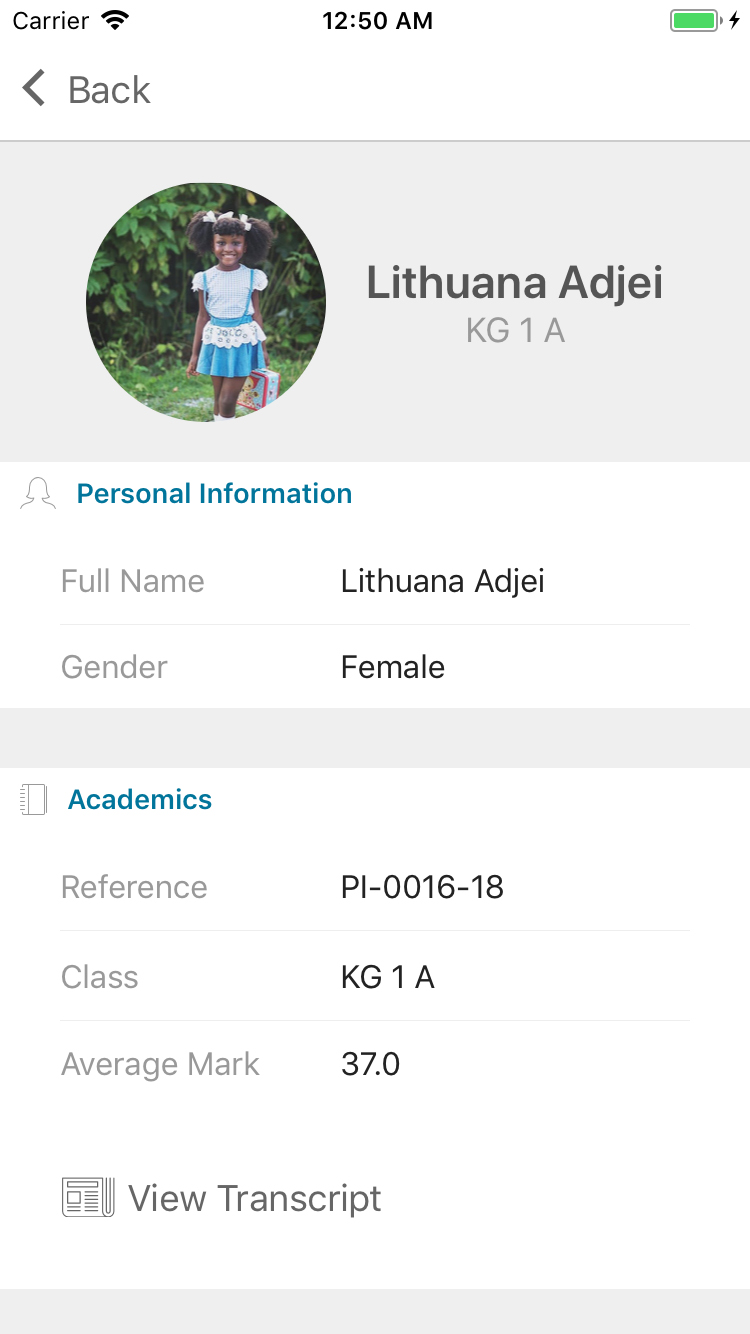 Carrier 12:50 AM
Back
Lithuana Adjei
KG 1 A
Personal Information
Full Name Lithuana Adjei
Gender Female
Academics
Reference PI-0016-18
Class KG 1 A
Average Mark 37.0
View Transcript